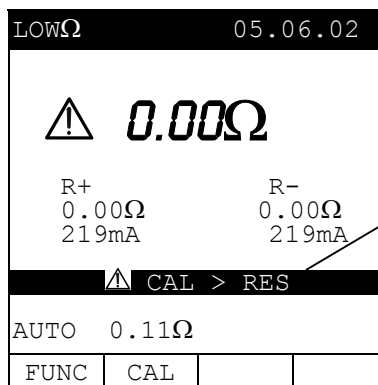 LOWΩ 05.06.02
⚠ 0.00Ω
R+ R-
0.00Ω 0.00Ω
219mA 219mA
⚠ CAL > RES
AUTO 0.11Ω
FUNC CAL